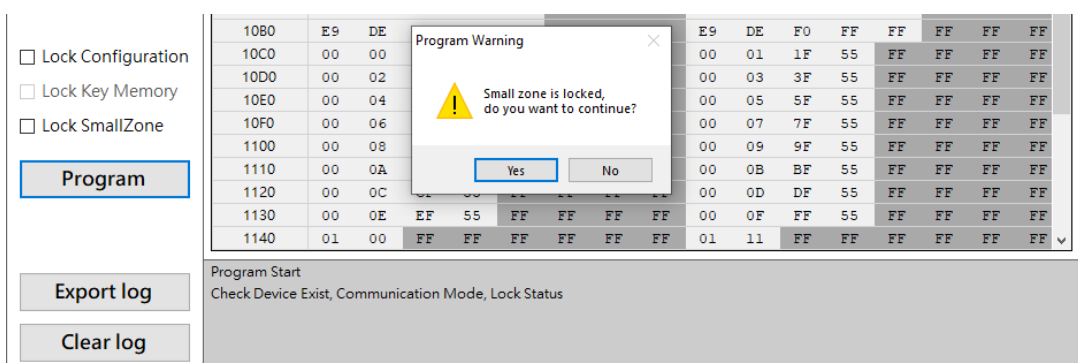 Lock Configuration
Lock Key Memory
Lock SmallZone
Program
Export log
Clear log
10B0 E9 DE E9 DE F0 FF FF FF FF FF
10C0 00 00 00 01 1F 55 FF FF FF FF
10D0 00 02 00 03 3F 55 FF FF FF FF
10E0 00 04 00 05 5F 55 FF FF FF FF
10F0 00 06 00 07 7F 55 FF FF FF FF
1100 00 08 00 09 9F 55 FF FF FF FF
1110 00 0A 00 0B BF 55 FF FF FF FF
1120 00 0C 00 0D DF 55 FF FF FF FF
1130 00 0E EF 55 FF FF FF FF 00 0F FF 55 FF FF FF FF
1140 01 00 FF FF FF FF FF FF 01 11 FF FF FF FF FF FF
Program Warning
Small zone is locked,
do you want to continue?
Yes No
Program Start
Check Device Exist, Communication Mode, Lock Status